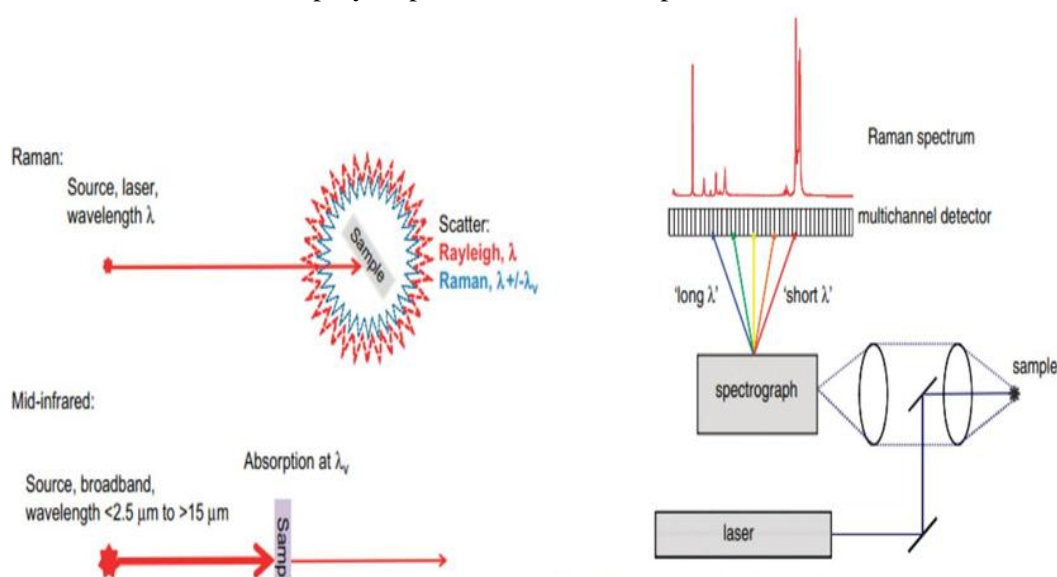 Raman:
Source, laser,
wavelength λ
Sample
Scatter:
Rayleigh, λ
Raman, λ +/-λv
Mid-infrared:
Absorption at λv
Source, broadband,
wavelength <2.5 μm to >15 μm
Samp
Raman spectrum
multichannel detector
'long λ'
'short λ'
spectrograph
sample
laser